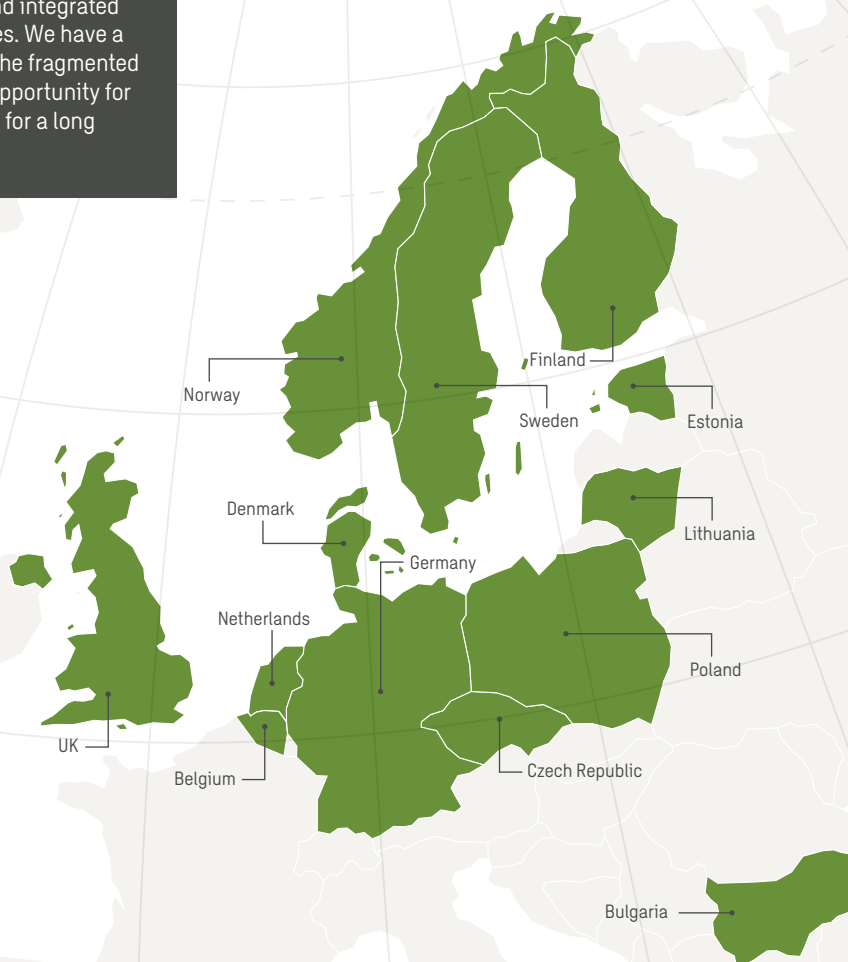 nd integrated
es. We have a
he fragmented
pportunity for
for a long
Finland
Norway
Sweden
Estonia
Denmark
Lithuania
Germany
Netherlands
Poland
UK
Czech Republic
Belgium
Bulgaria